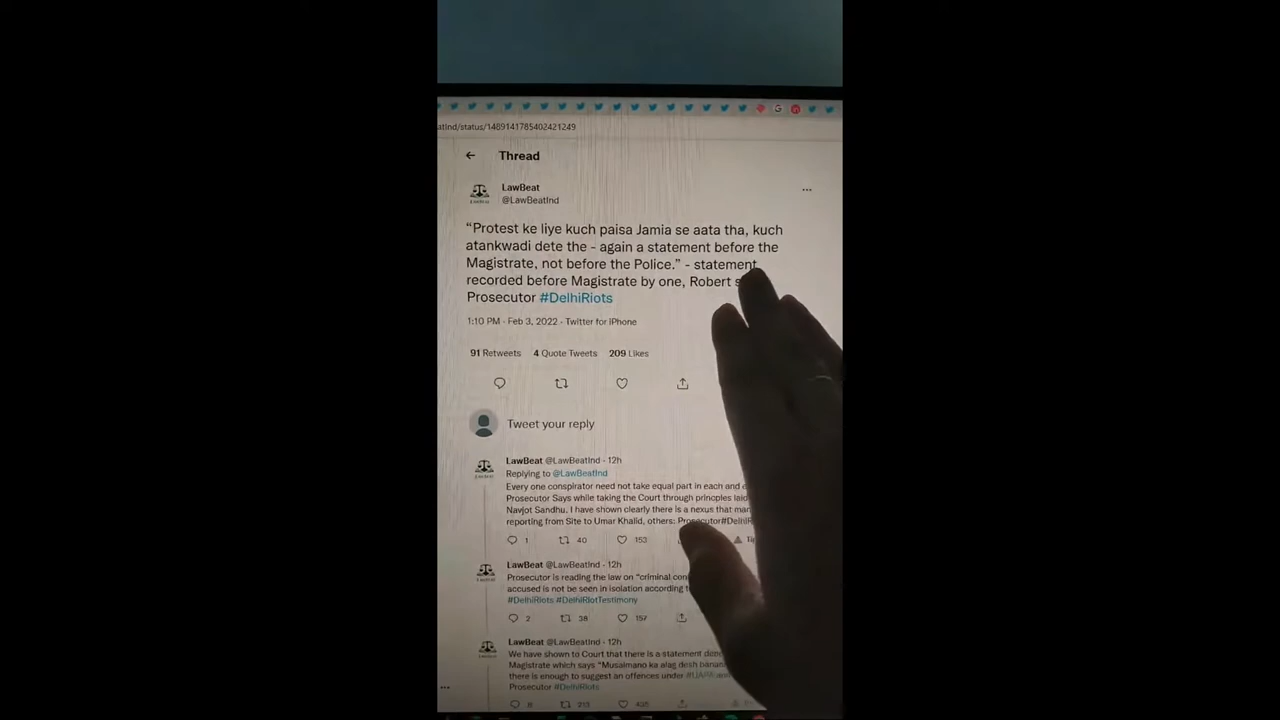 atInd/status/1489141785402421249
Thread
LawBeat
@LawBeatInd
“Protest ke liye kuch paisa Jamia se aata tha, kuch
atankwadi dete the - again a statement before the
Magistrate, not before the Police.” - statement
recorded before Magistrate by one, Robert
Prosecutor #DelhiRiots
1:10 PM · Feb 3, 2022 · Twitter for iPhone
91 Retweets 4 Quote Tweets 209 Likes
Tweet your reply
LawBeat @LawBeatInd · 12h
Replying to @LawBeatInd
Every one conspirator need not take equal part in each and
Prosecutor Says while taking the Court through princples laid
Navjot Sandhu. I have shown clearly there is a nexus that
reporting from Site to Umar Khalid, others: Prosecutor#DelhiR
1 40 153
LawBeat @LawBeatInd · 12h
Prosecutor is reading the law on “criminal
accused is not be seen in isolation according
#DelhiRiots #DelhiRiotTestimony
2 38 157
LawBeat @LawBeatInd · 12h
We have shown to Court that there is a statement
Magistrate which says “Musalmano ka alag desh
there is enough to suggest an offences under #UAPA
Prosecutor #DelhiRiots